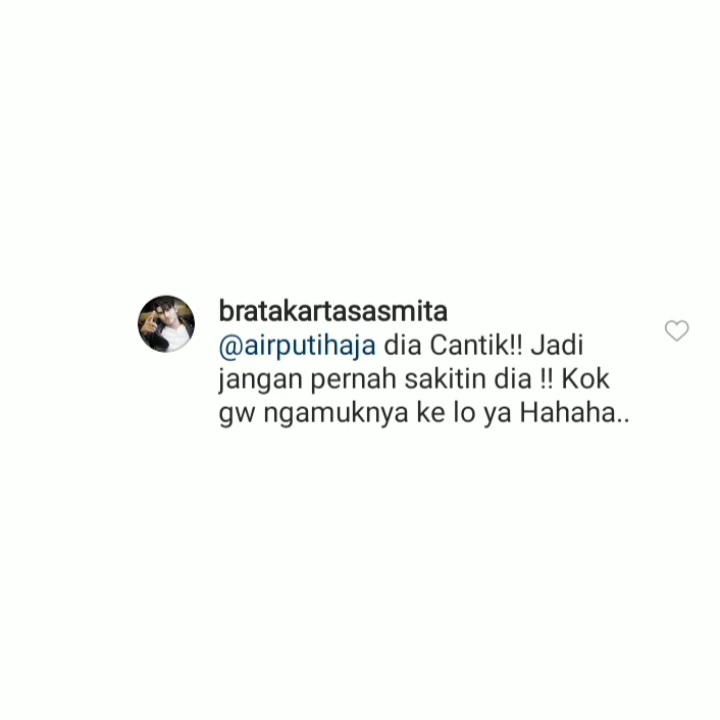 bratakartasasmita
@airputihaja dia Cantik!! Jadi
jangan pernah sakitin dia !! Kok
gw ngamuknya ke lo ya Hahaha..